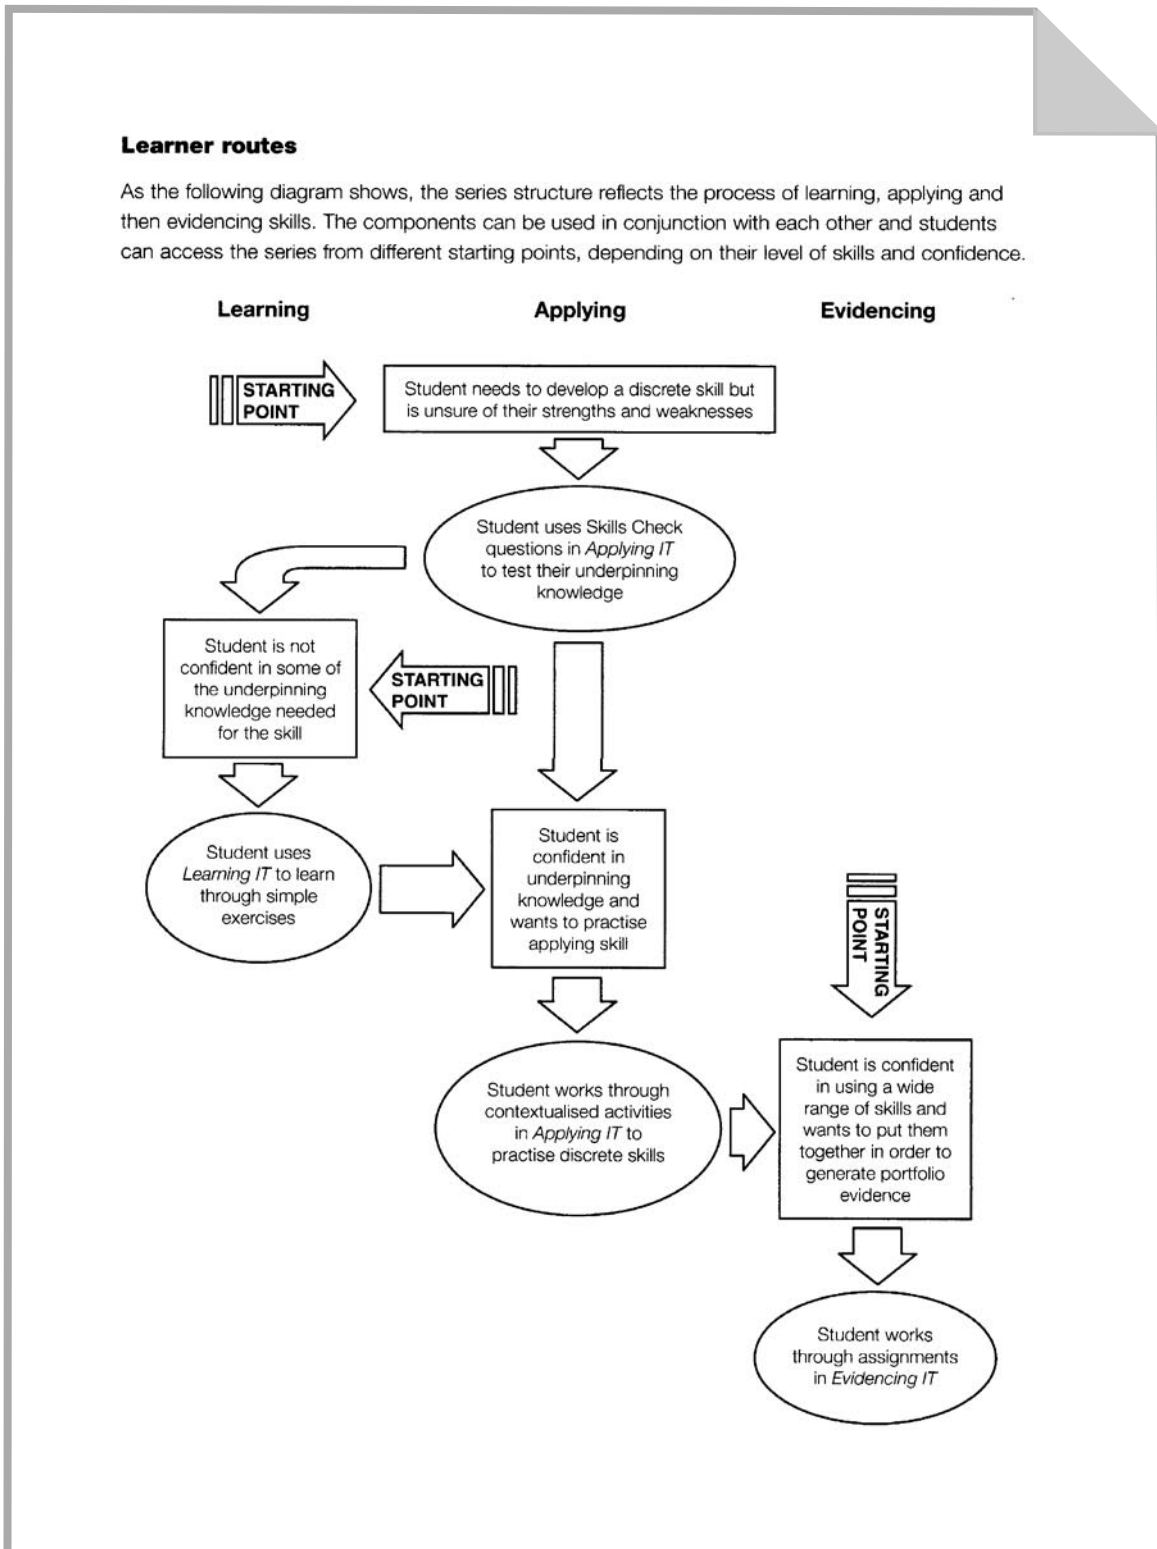 Learner routes
As the following diagram shows, the series structure reflects the process of learning, applying and
then evidencing skills. The components can be used in conjunction with each other and students
can access the series from different starting points, depending on their level of skills and confidence.
Learning
Applying
Evidencing
STARTING
POINT
Student needs to develop a discrete skill but
is unsure of their strengths and weaknesses
Student uses Skills Check
questions in Applying IT
to test their underpinning
knowledge
Student is not
confident in some of
the underpinning
knowledge needed
for the skill
STARTING
POINT
Student uses
Learning IT to learn
through simple
exercises
Student is
confident in
underpinning
knowledge and
wants to practise
applying skill
STARTING
POINT
Student works through
contextualised activities
in Applying IT to
practise discrete skills
Student is confident
in using a wide
range of skills and
wants to put them
together in order to
generate portfolio
evidence
Student works
through assignments
in Evidencing IT